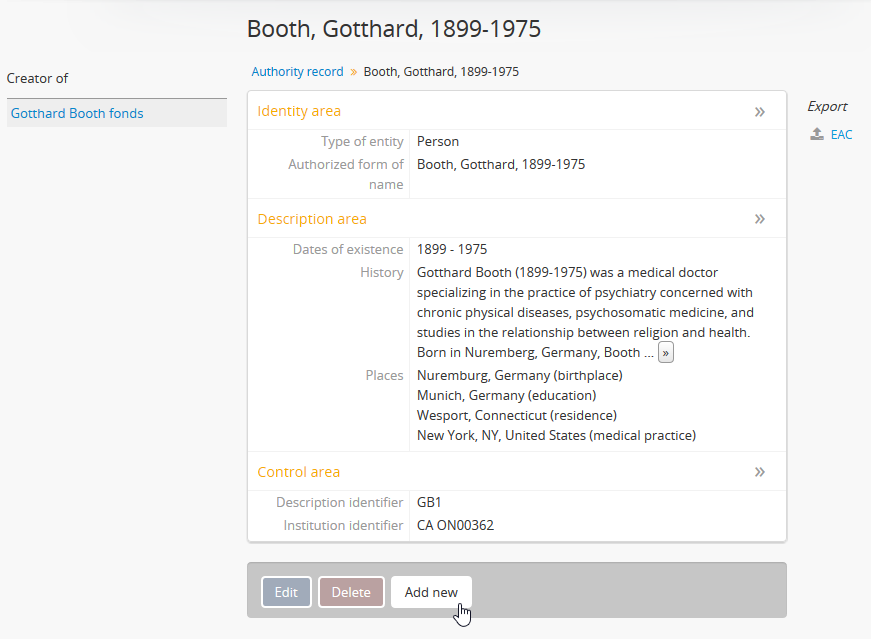 Booth, Gotthard, 1899-1975
Creator of
Gotthard Booth fonds
Authority record » Booth, Gotthard, 1899-1975
Identity area »
Type of entity Person
Authorized form of Booth, Gotthard, 1899-1975
name
Description area »
Dates of existence 1899 - 1975
History Gotthard Booth (1899-1975) was a medical doctor
specializing in the practice of psychiatry concerned with
chronic physical diseases, psychosomatic medicine, and
studies in the relationship between religion and health.
Born in Nuremberg, Germany, Booth ... »
Places Nuremburg, Germany (birthplace)
Munich, Germany (education)
Wesport, Connecticut (residence)
New York, NY, United States (medical practice)
Control area »
Description identifier GB1
Institution identifier CA ON00362
Edit Delete Add new
Export
EAC